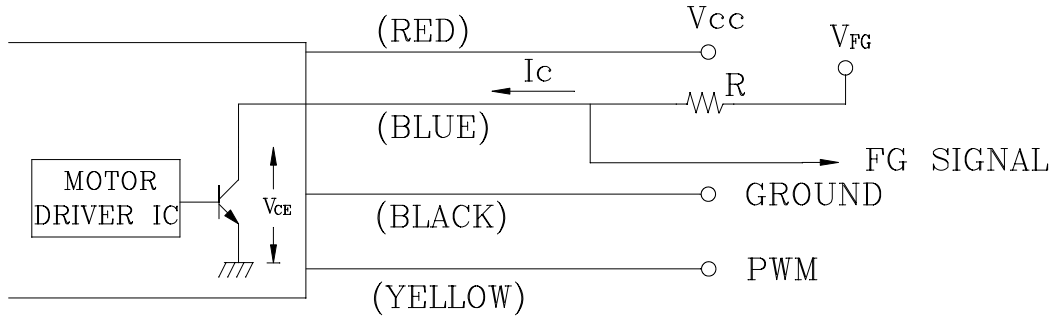 (RED)
Vcc
VFG
Ic
R
(BLUE)
FG SIGNAL
MOTOR
DRIVER IC
VCE
(BLACK)
GROUND
(YELLOW)
PWM